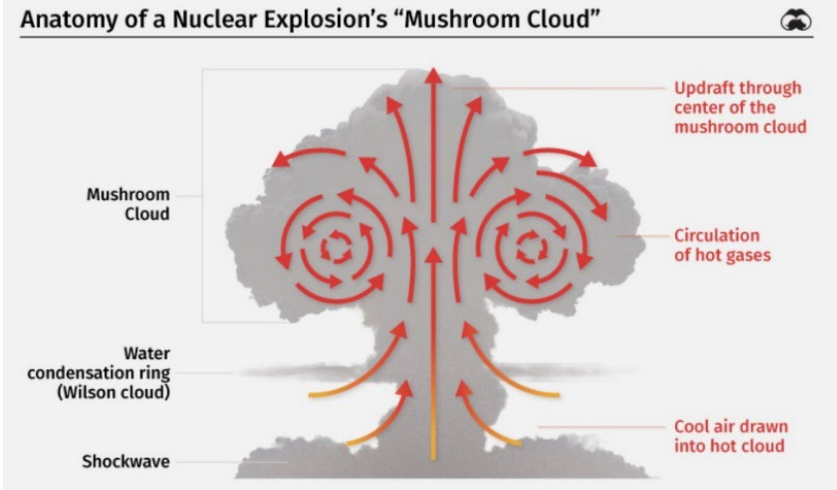 Anatomy of a Nuclear Explosion's “Mushroom Cloud”
Updraft through
center of the
mushroom cloud
Mushroom
Cloud
Circulation
of hot gases
Water
condensation ring
(Wilson cloud)
Cool air drawn
into hot cloud
Shockwave